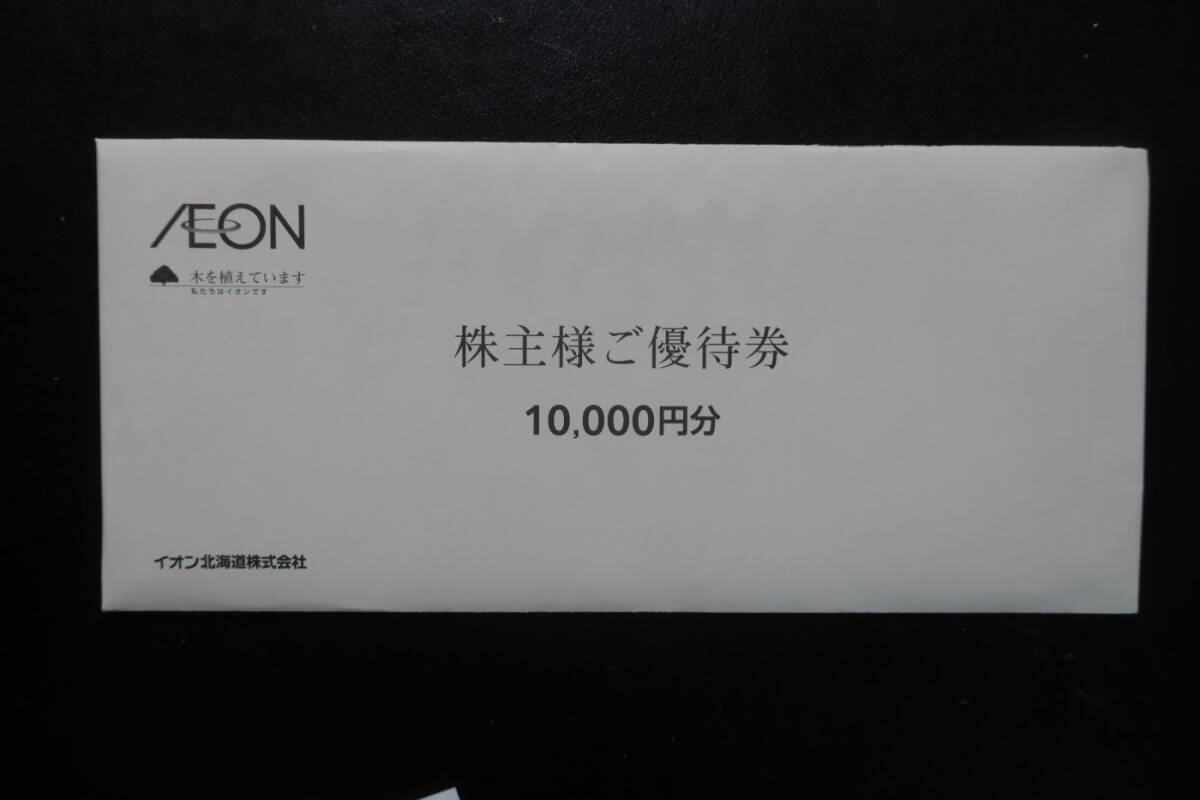 ÆON
木を植えています
私たちはイオンです
株主様ご優待券
10,000円分
イオン北海道株式会社